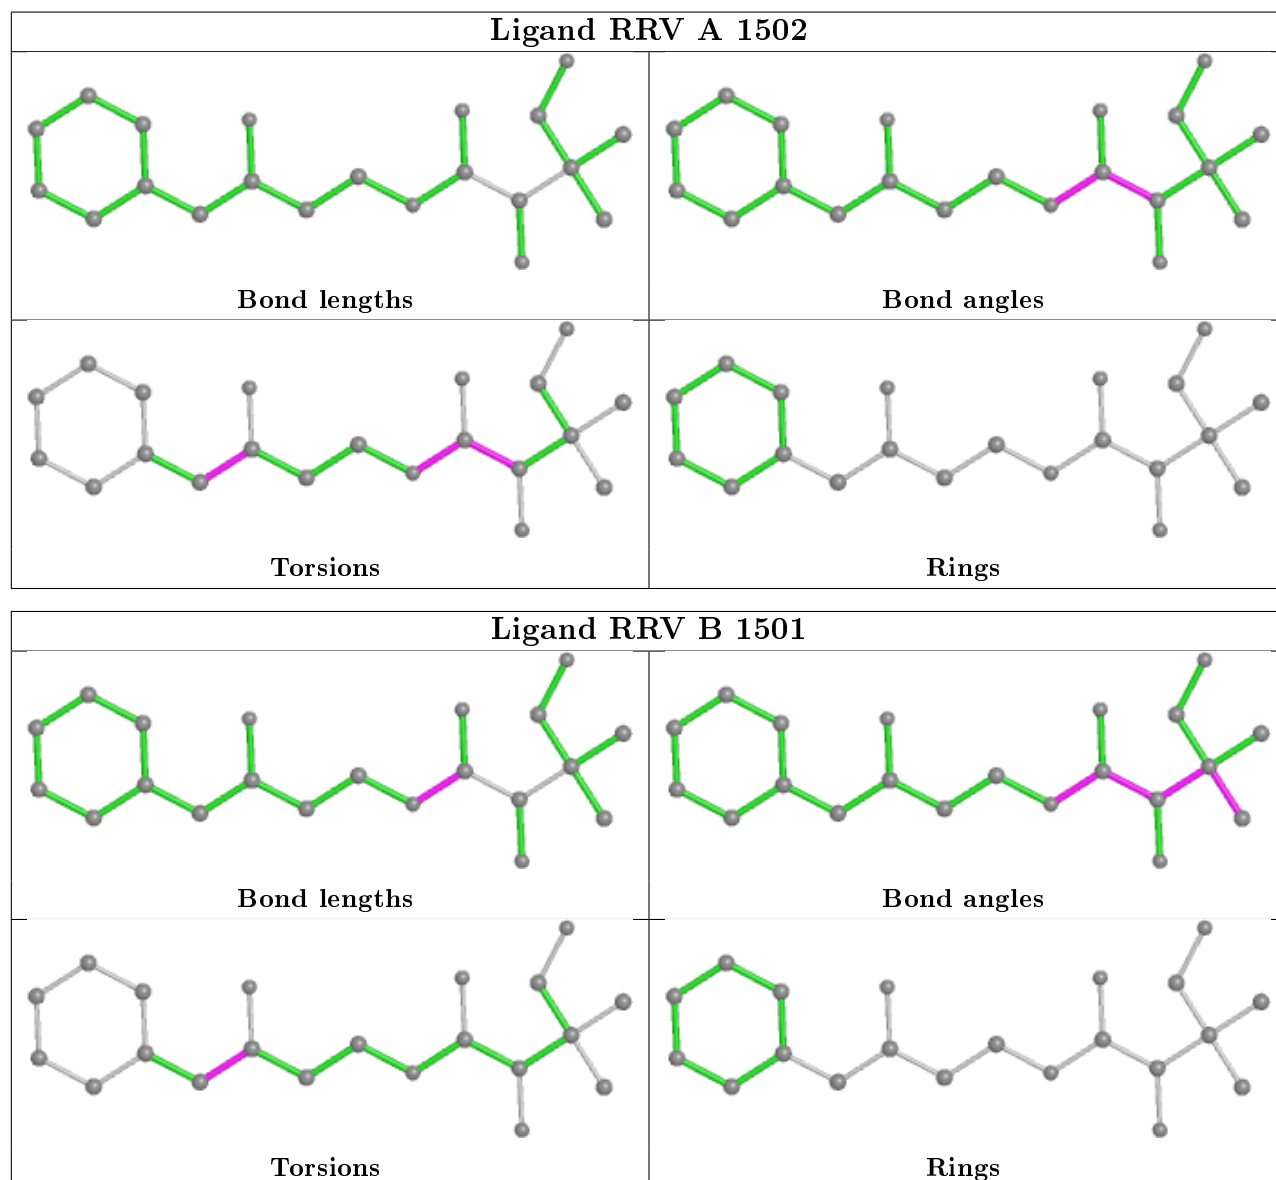 Ligand RRV A 1502
Bond lengths
Bond angles
Torsions
Rings
Ligand RRV B 1501
Bond lengths
Bond angles
Torsions
Rings